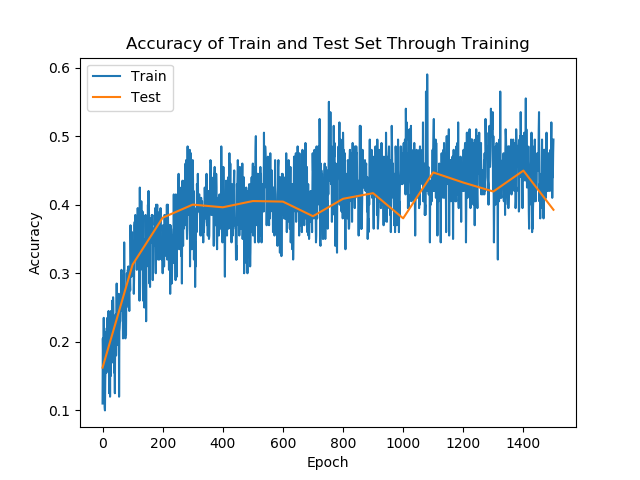 Accuracy of Train and Test Set Through Training
Train
Test
0.6
0.5
0.4
0.3
0.2
0.1
Accuracy
0 200 400 600 800 1000 1200 1400
Epoch